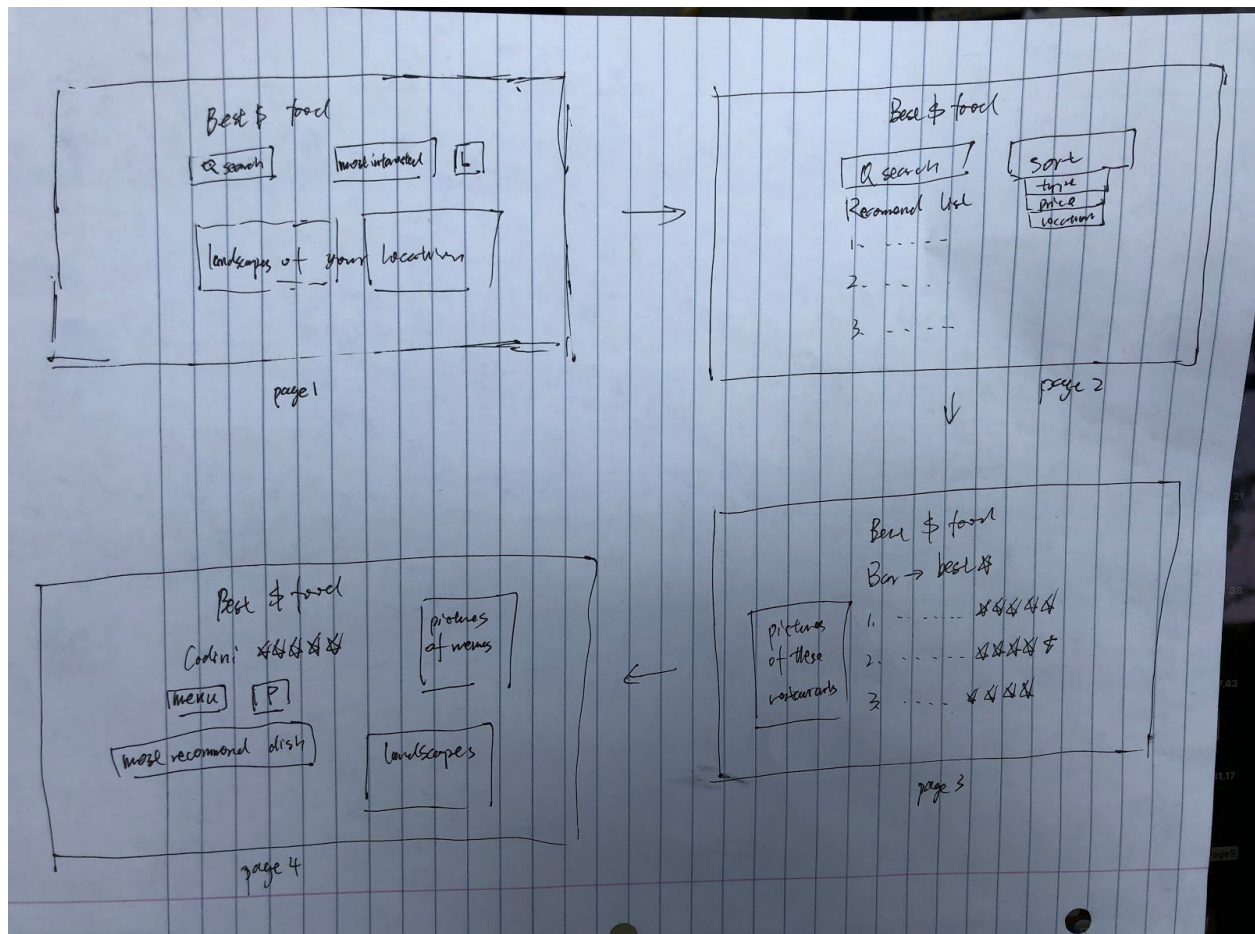 Best $ food
Q search
most interacted
L
landscapes of your location
page 1
Best $ food
Q search
Sort
type
price
location
Recomend list
1. - - - - -
2. - - - - -
3. - - - - -
page 2
Best $ food
Bar → best ☆
1. ....... ☆☆☆☆☆
2. ....... ☆☆☆☆☆
3. ....... ☆☆☆☆
pictures
of these
restaurants
page 3
Best $ food
Codini ☆☆☆☆☆
menu
P
most recommend dish
pictures
of menus
landscapes
page 4